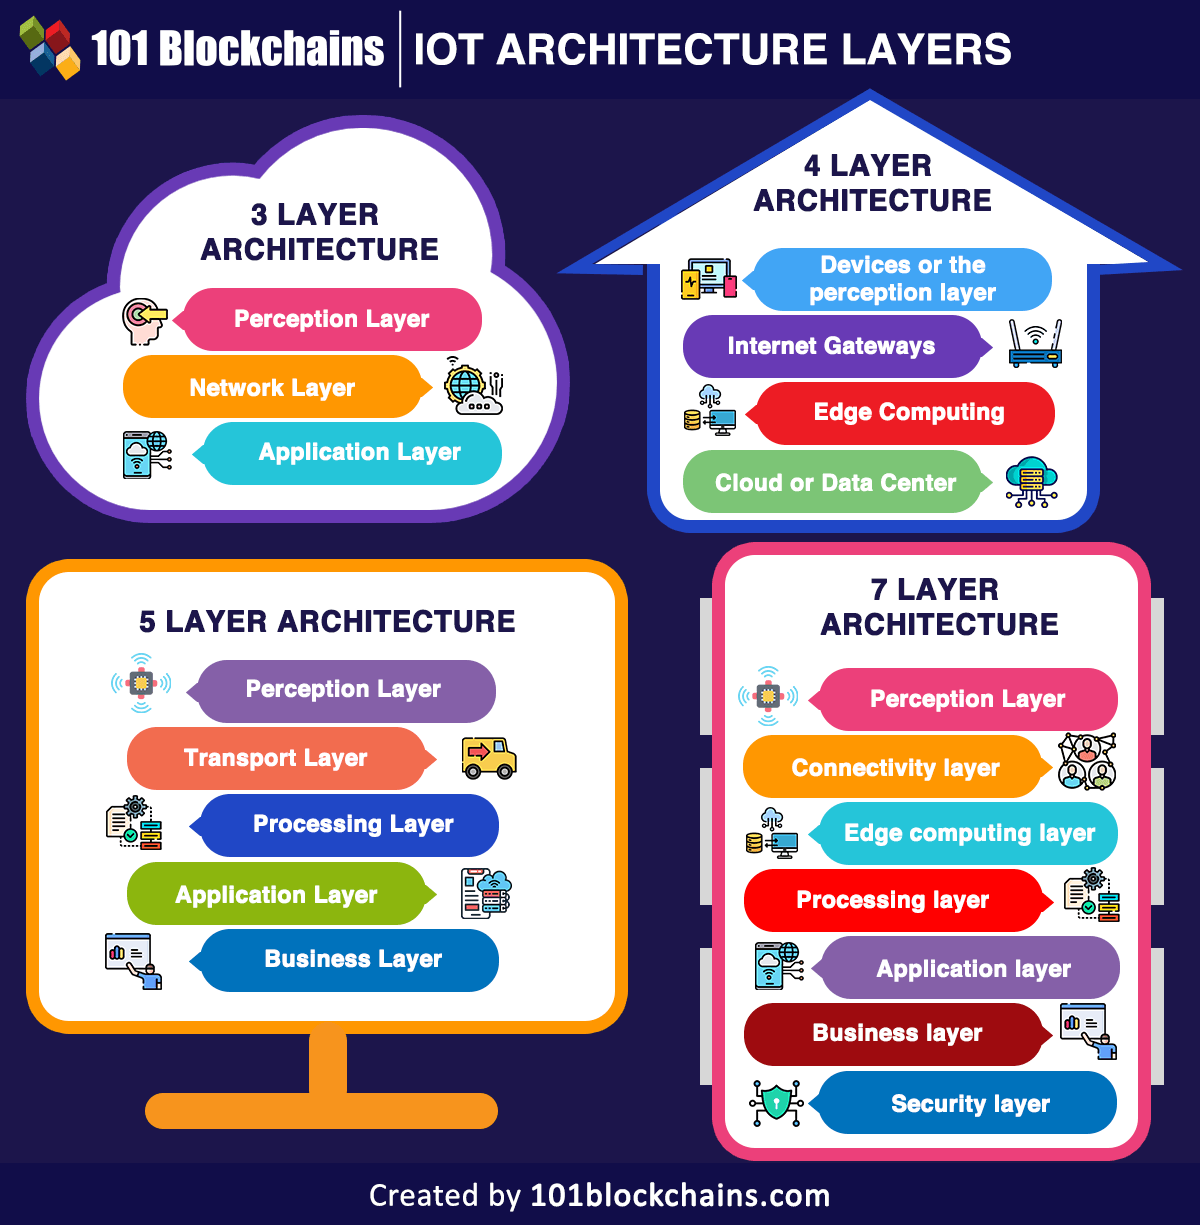 101 Blockchains
IOT ARCHITECTURE LAYERS
3 LAYER
ARCHITECTURE
Perception Layer
Network Layer
Application Layer
4 LAYER
ARCHITECTURE
Devices or the
perception layer
Internet Gateways
Edge Computing
Cloud or Data Center
5 LAYER ARCHITECTURE
Perception Layer
Transport Layer
Processing Layer
Application Layer
Business Layer
7 LAYER
ARCHITECTURE
Perception Layer
Connectivity layer
Edge computing layer
Processing layer
Application layer
Business layer
Security layer
Created by 101blockchains.com